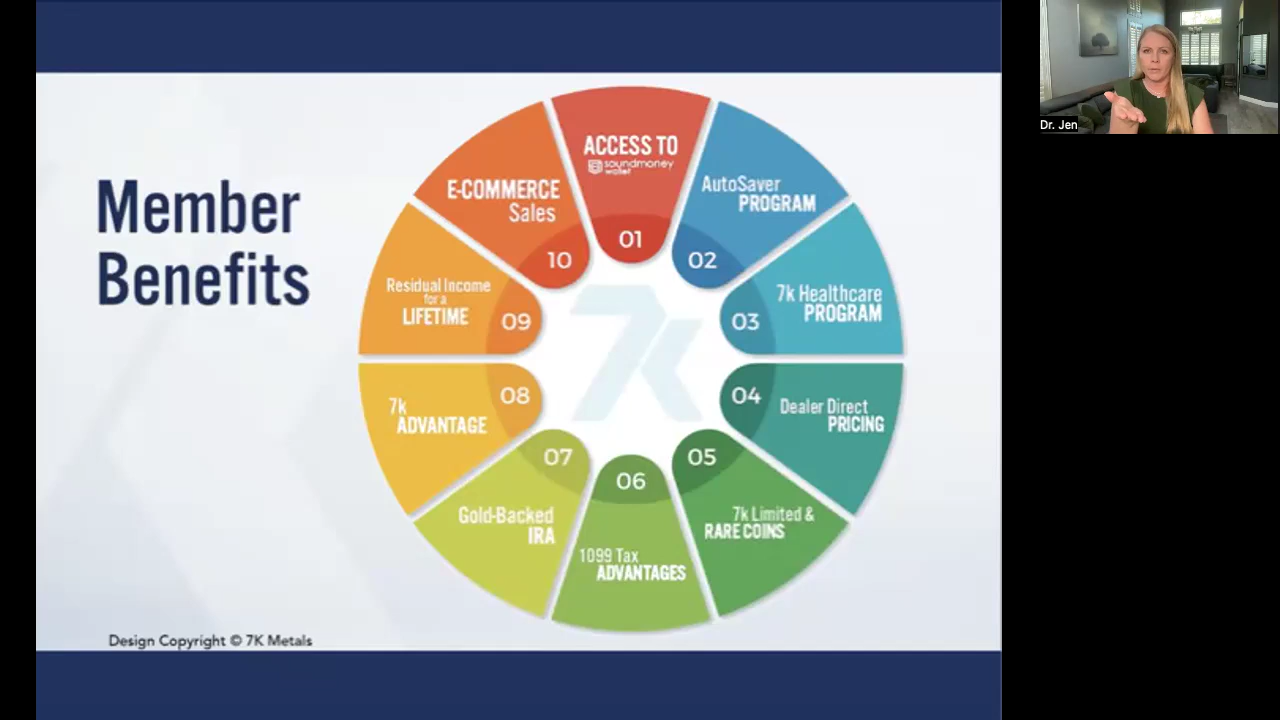 Member
Benefits
ACCESS TO
soundmoney
wallet
01
AutoSaver
PROGRAM
02
7k Healthcare
PROGRAM
03
Dealer Direct
PRICING
04
7k Limited &
RARE COINS
05
1099 Tax
ADVANTAGES
06
Gold-Backed
IRA
07
7k
ADVANTAGE
08
Residual Income
for a
LIFETIME
09
E-COMMERCE
Sales
10
7k
Design Copyright © 7K Metals
Dr. Jen